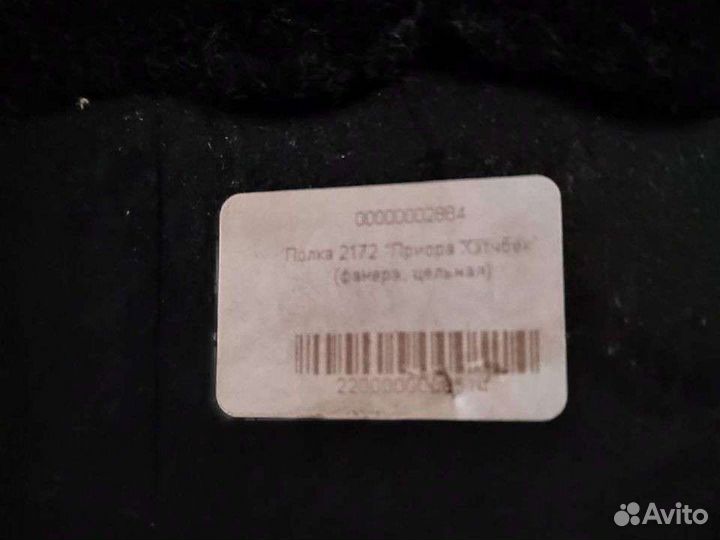 00000002884
Полка 2172 "Приора Хэтчбек"
(фанера, цельная)
Avito